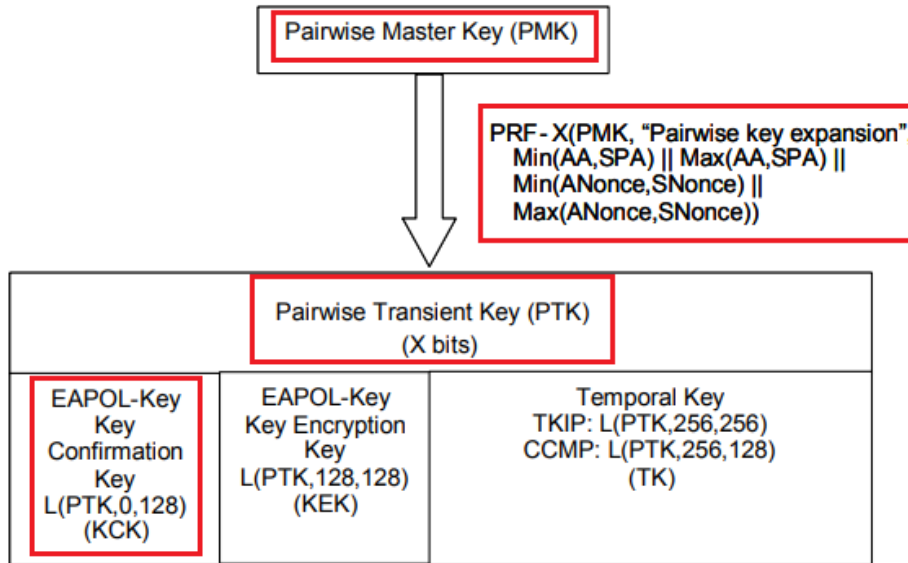 Pairwise Master Key (PMK)
PRF - X(PMK, “Pairwise key expansion”,
Min(AA,SPA) || Max(AA,SPA) ||
Min(ANonce,SNonce) ||
Max(ANonce,SNonce))
Pairwise Transient Key (PTK)
(X bits)
EAPOL-Key
Key
Confirmation
Key
L(PTK,0,128)
(KCK)
EAPOL-Key
Key Encryption
Key
L(PTK,128,128)
(KEK)
Temporal Key
TKIP: L(PTK,256,256)
CCMP: L(PTK,256,128)
(TK)